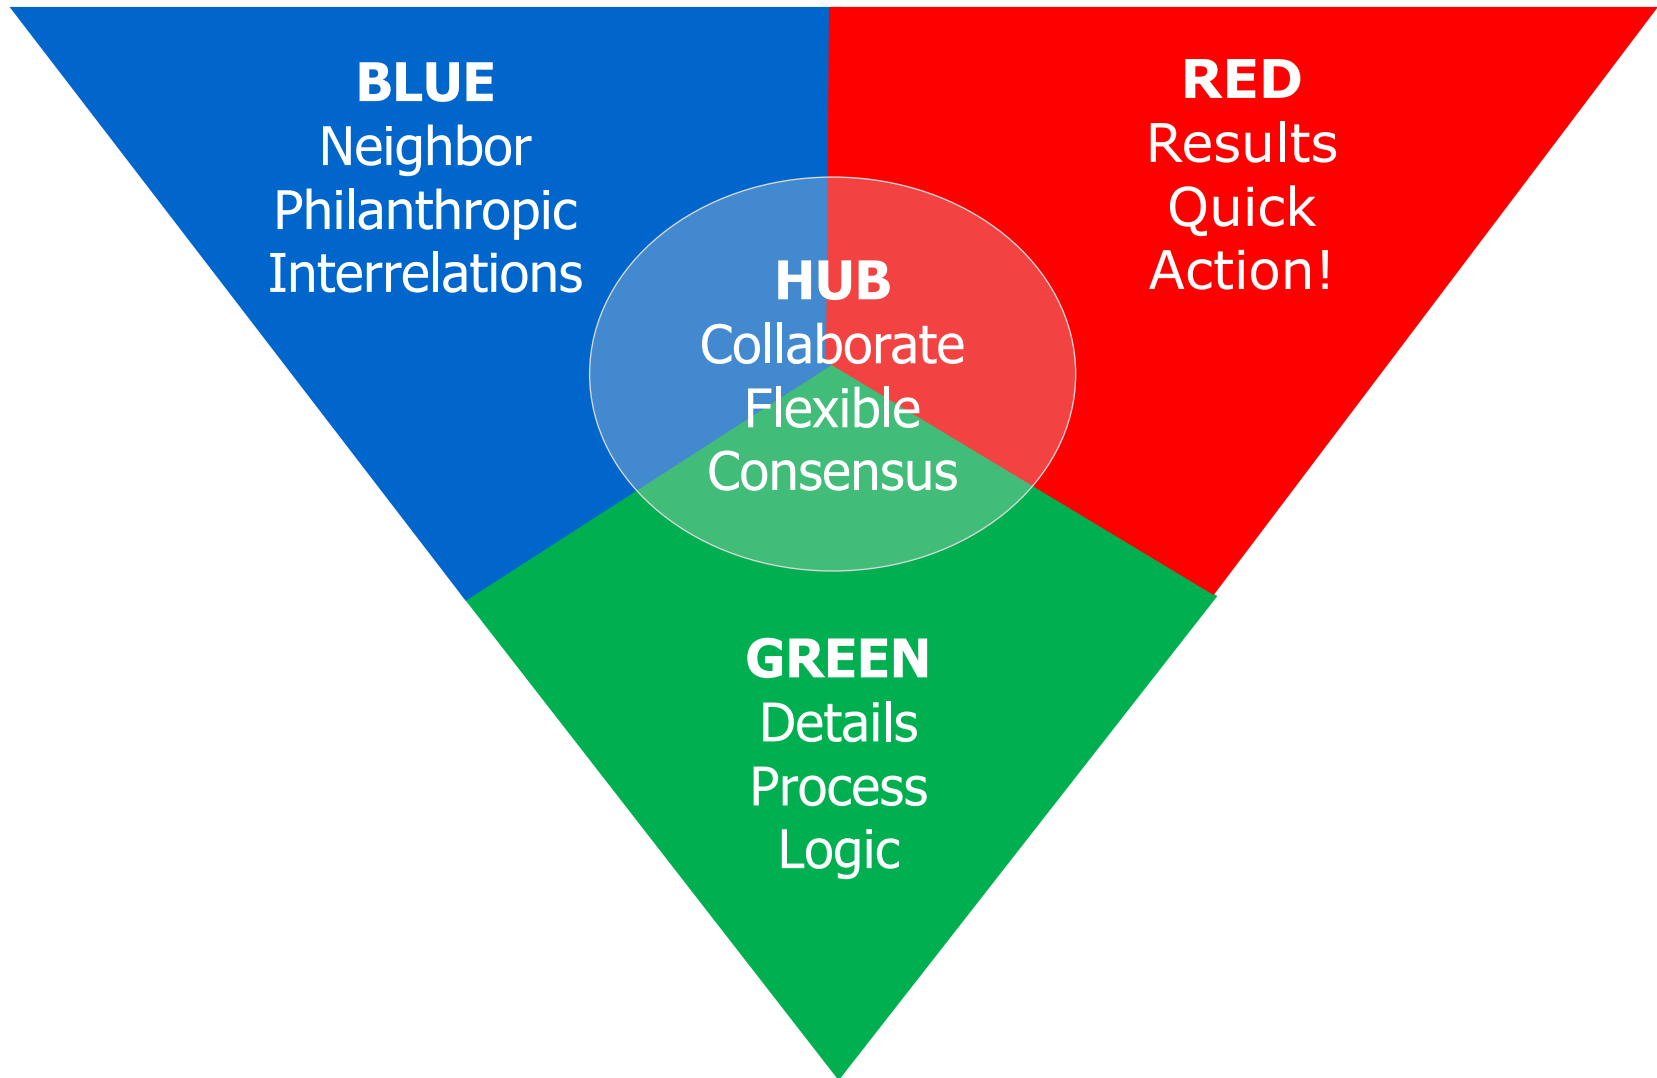 BLUE
Neighbor
Philanthropic
Interrelations
RED
Results
Quick
Action!
HUB
Collaborate
Flexible
Consensus
GREEN
Details
Process
Logic